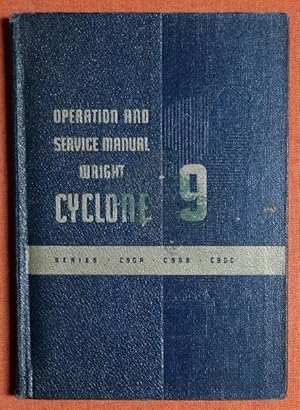 OPERATION AND
SERVICE MANUAL
WRIGHT
CYCLONE 9
SERIES · C9GA · C9GB · C9GC